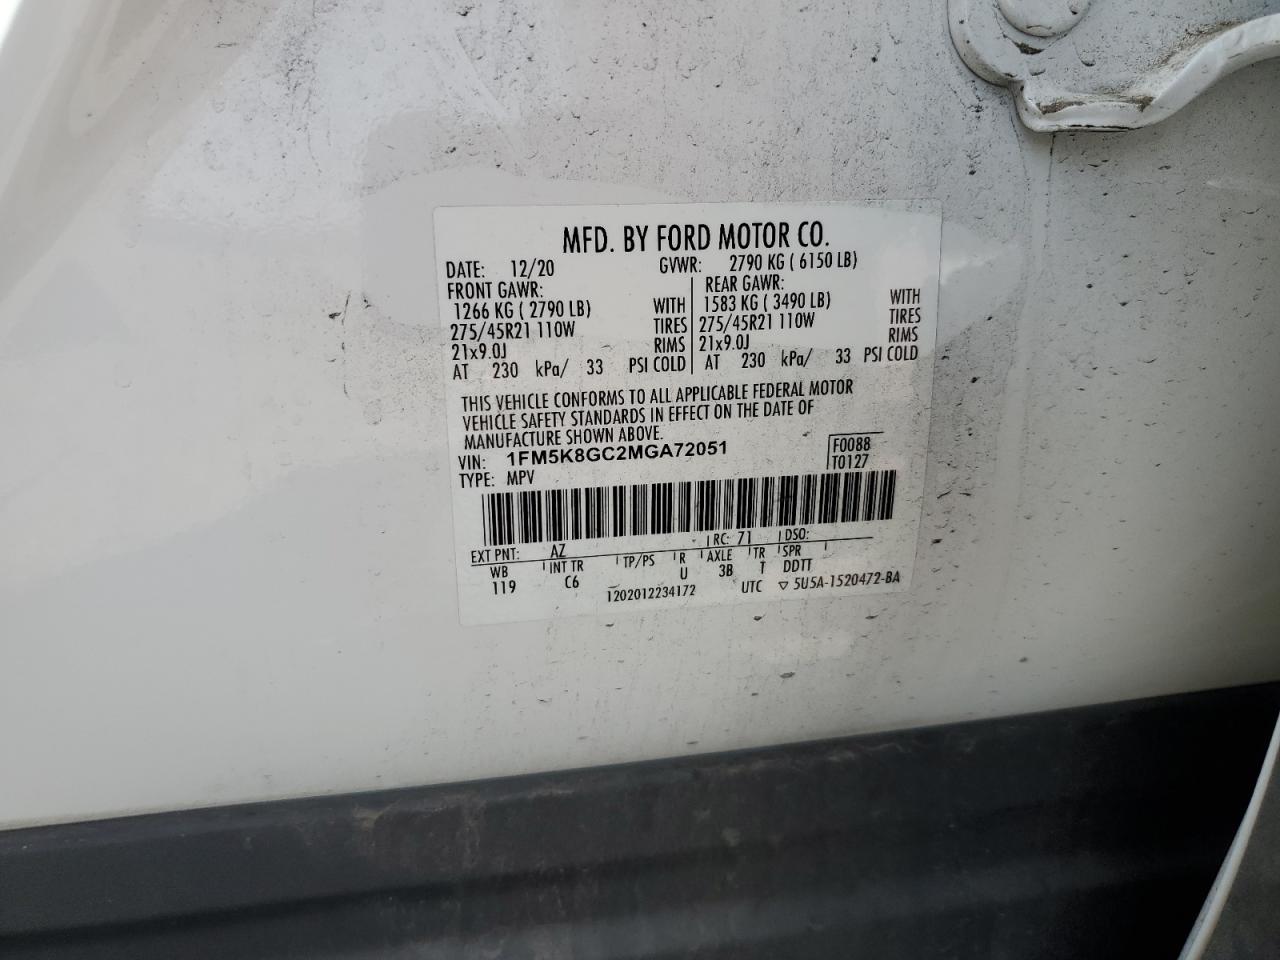 MFD. BY FORD MOTOR CO.
DATE: 12/20 GVWR: 2790 KG ( 6150 LB)
FRONT GAWR: REAR GAWR:
1266 KG ( 2790 LB) WITH 1583 KG ( 3490 LB) WITH
275/45R21 110W TIRES 275/45R21 110W TIRES
21x9.0J RIMS 21x9.0J RIMS
AT 230 kPa/ 33 PSI COLD AT 230 kPa/ 33 PSI COLD
THIS VEHICLE CONFORMS TO ALL APPLICABLE FEDERAL MOTOR
VEHICLE SAFETY STANDARDS IN EFFECT ON THE DATE OF
MANUFACTURE SHOWN ABOVE.
VIN: 1FM5K8GC2MGA72051 F0088
TYPE: MPV T0127
EXT PNT: AZ RC: 71 DSO:
WB INT TR TP/PS R AXLE TR SPR
119 C6 U 3B T DDTT
1202012234172 UTC ▽ 5U5A-1520472-BA